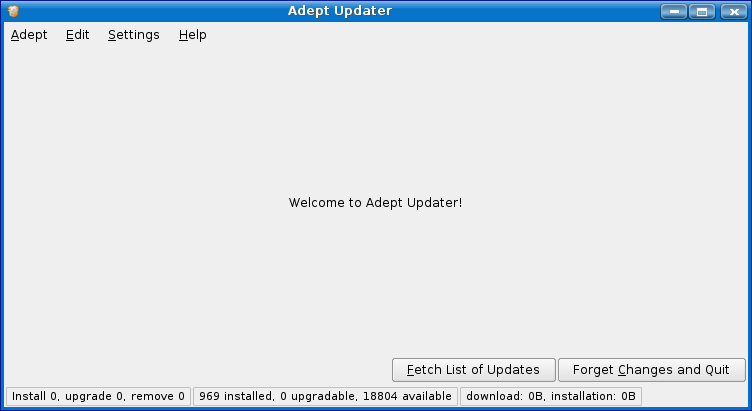 Adept Updater
Adept Edit Settings Help
Welcome to Adept Updater!
Fetch List of Updates Forget Changes and Quit
Install 0, upgrade 0, remove 0 969 installed, 0 upgradable, 18804 available download: 0B, installation: 0B